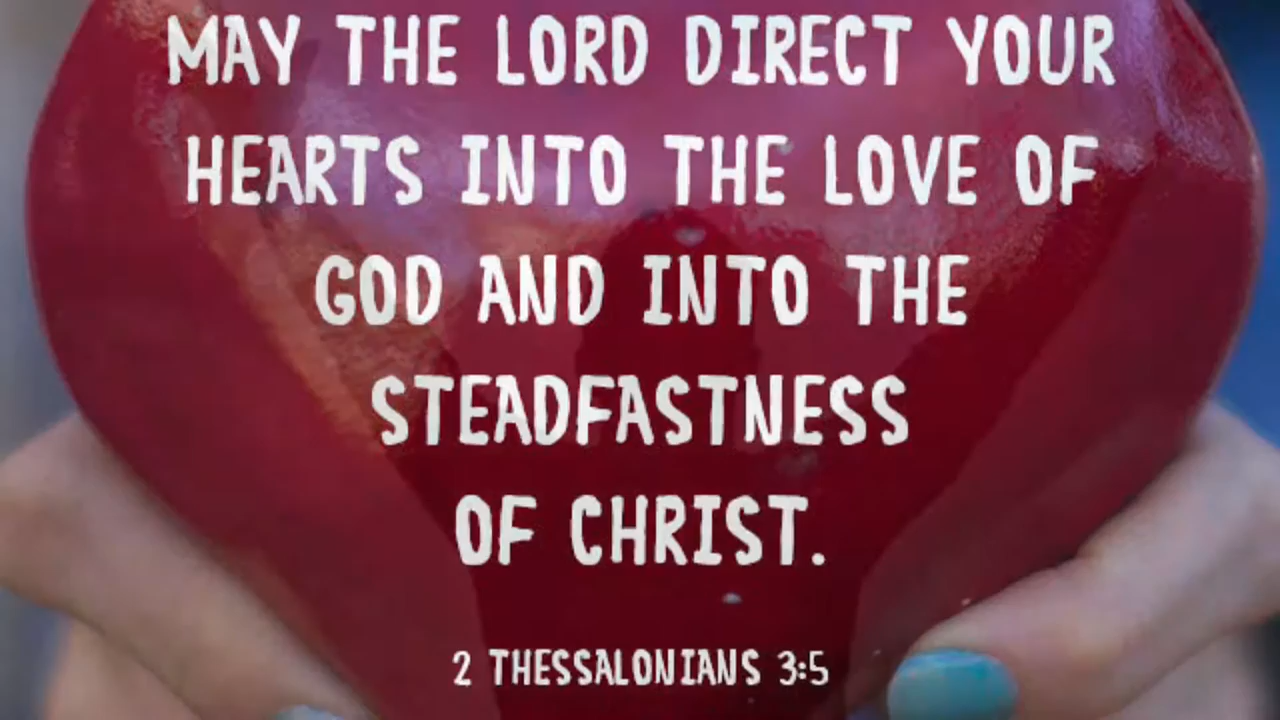 MAY THE LORD DIRECT YOUR
HEARTS INTO THE LOVE OF
GOD AND INTO THE
STEADFASTNESS
OF CHRIST.
2 THESSALONIANS 3:5